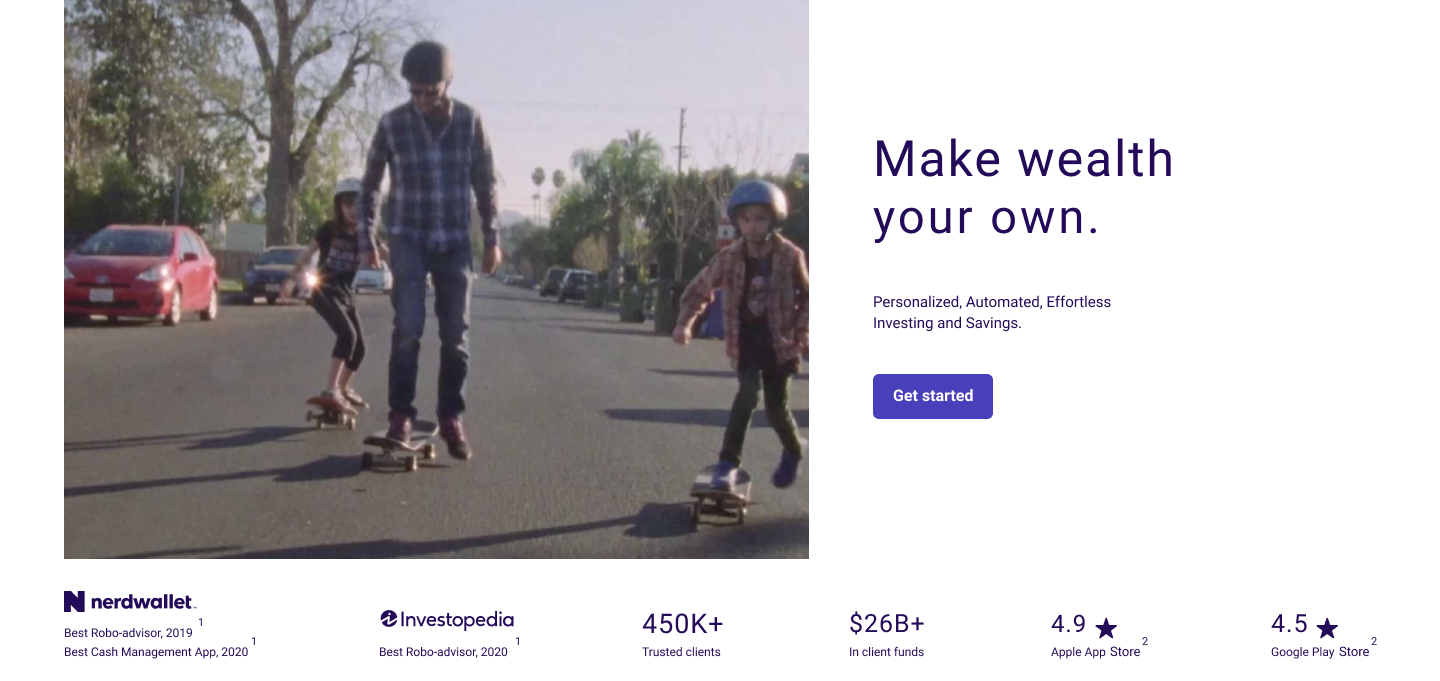 Make wealth
your own.
Personalized, Automated, Effortless
Investing and Savings.
Get started
nerdwallet
Best Robo-advisor, 2019 1
Best Cash Management App, 2020 1
Investopedia
Best Robo-advisor, 2020 1
450K+
Trusted clients
$26B+
In client funds
4.9 ★
Apple App Store 2
4.5 ★
Google Play Store 2